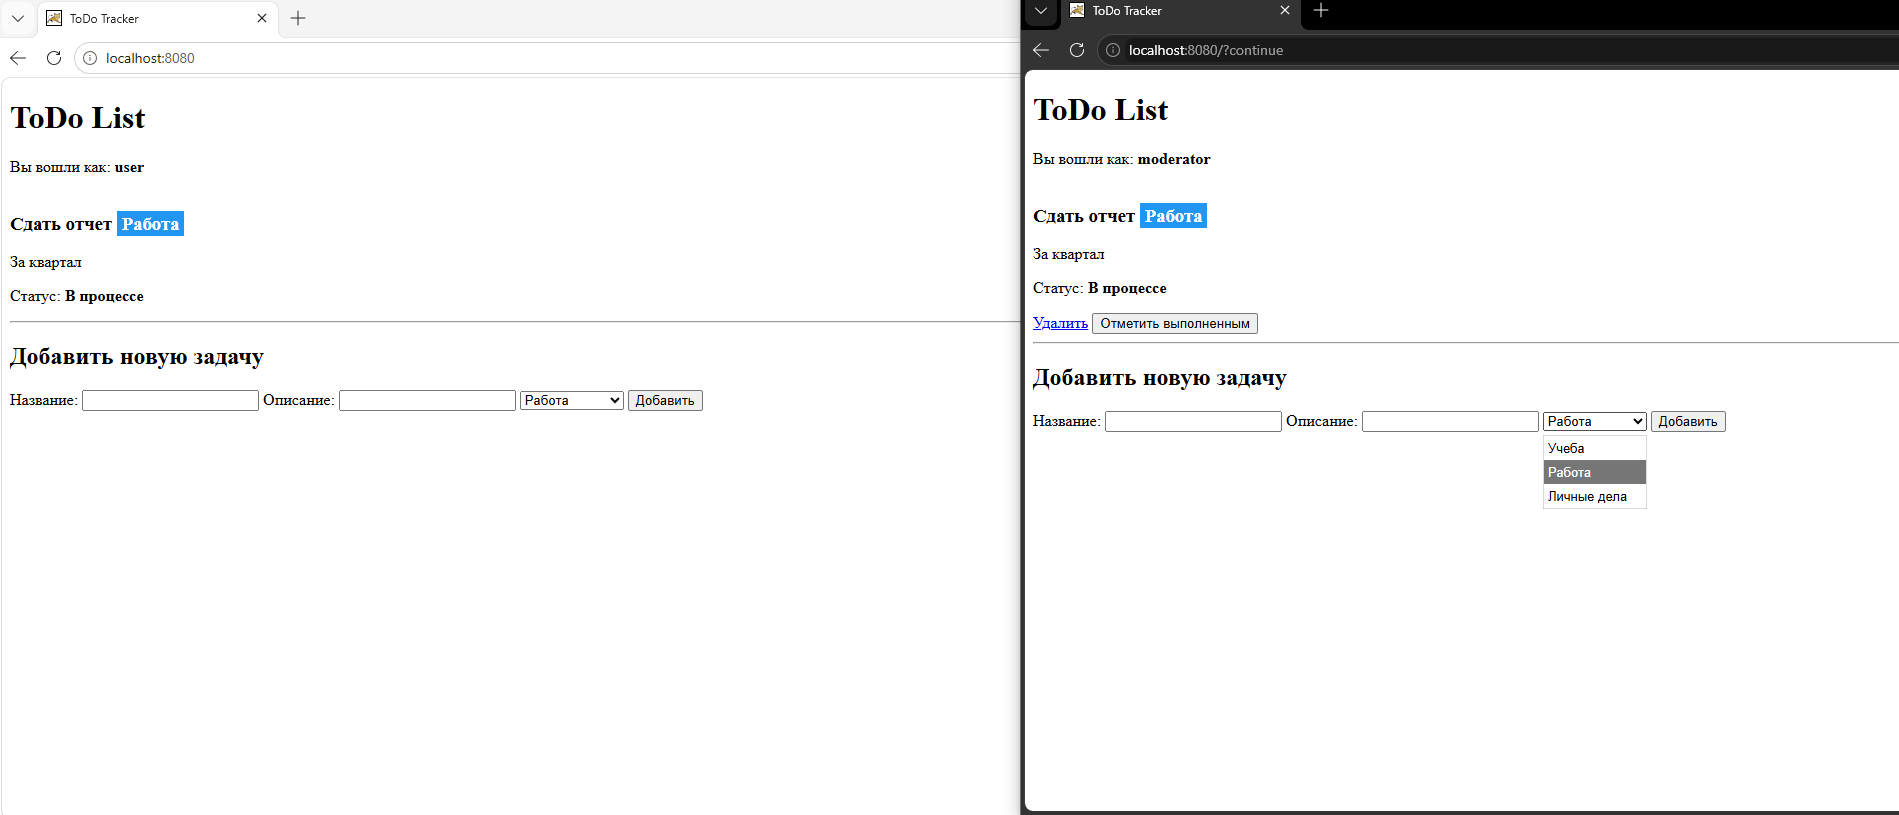 ToDo Tracker
localhost:8080
ToDo List
Вы вошли как: user
Сдать отчет Работа
За квартал
Статус: В процессе
Добавить новую задачу
Название: Описание: Работа Добавить
ToDo Tracker
localhost:8080/?continue
ToDo List
Вы вошли как: moderator
Сдать отчет Работа
За квартал
Статус: В процессе
Удалить Отметить выполненным
Добавить новую задачу
Название: Описание: Работа Добавить
Учеба
Работа
Личные дела